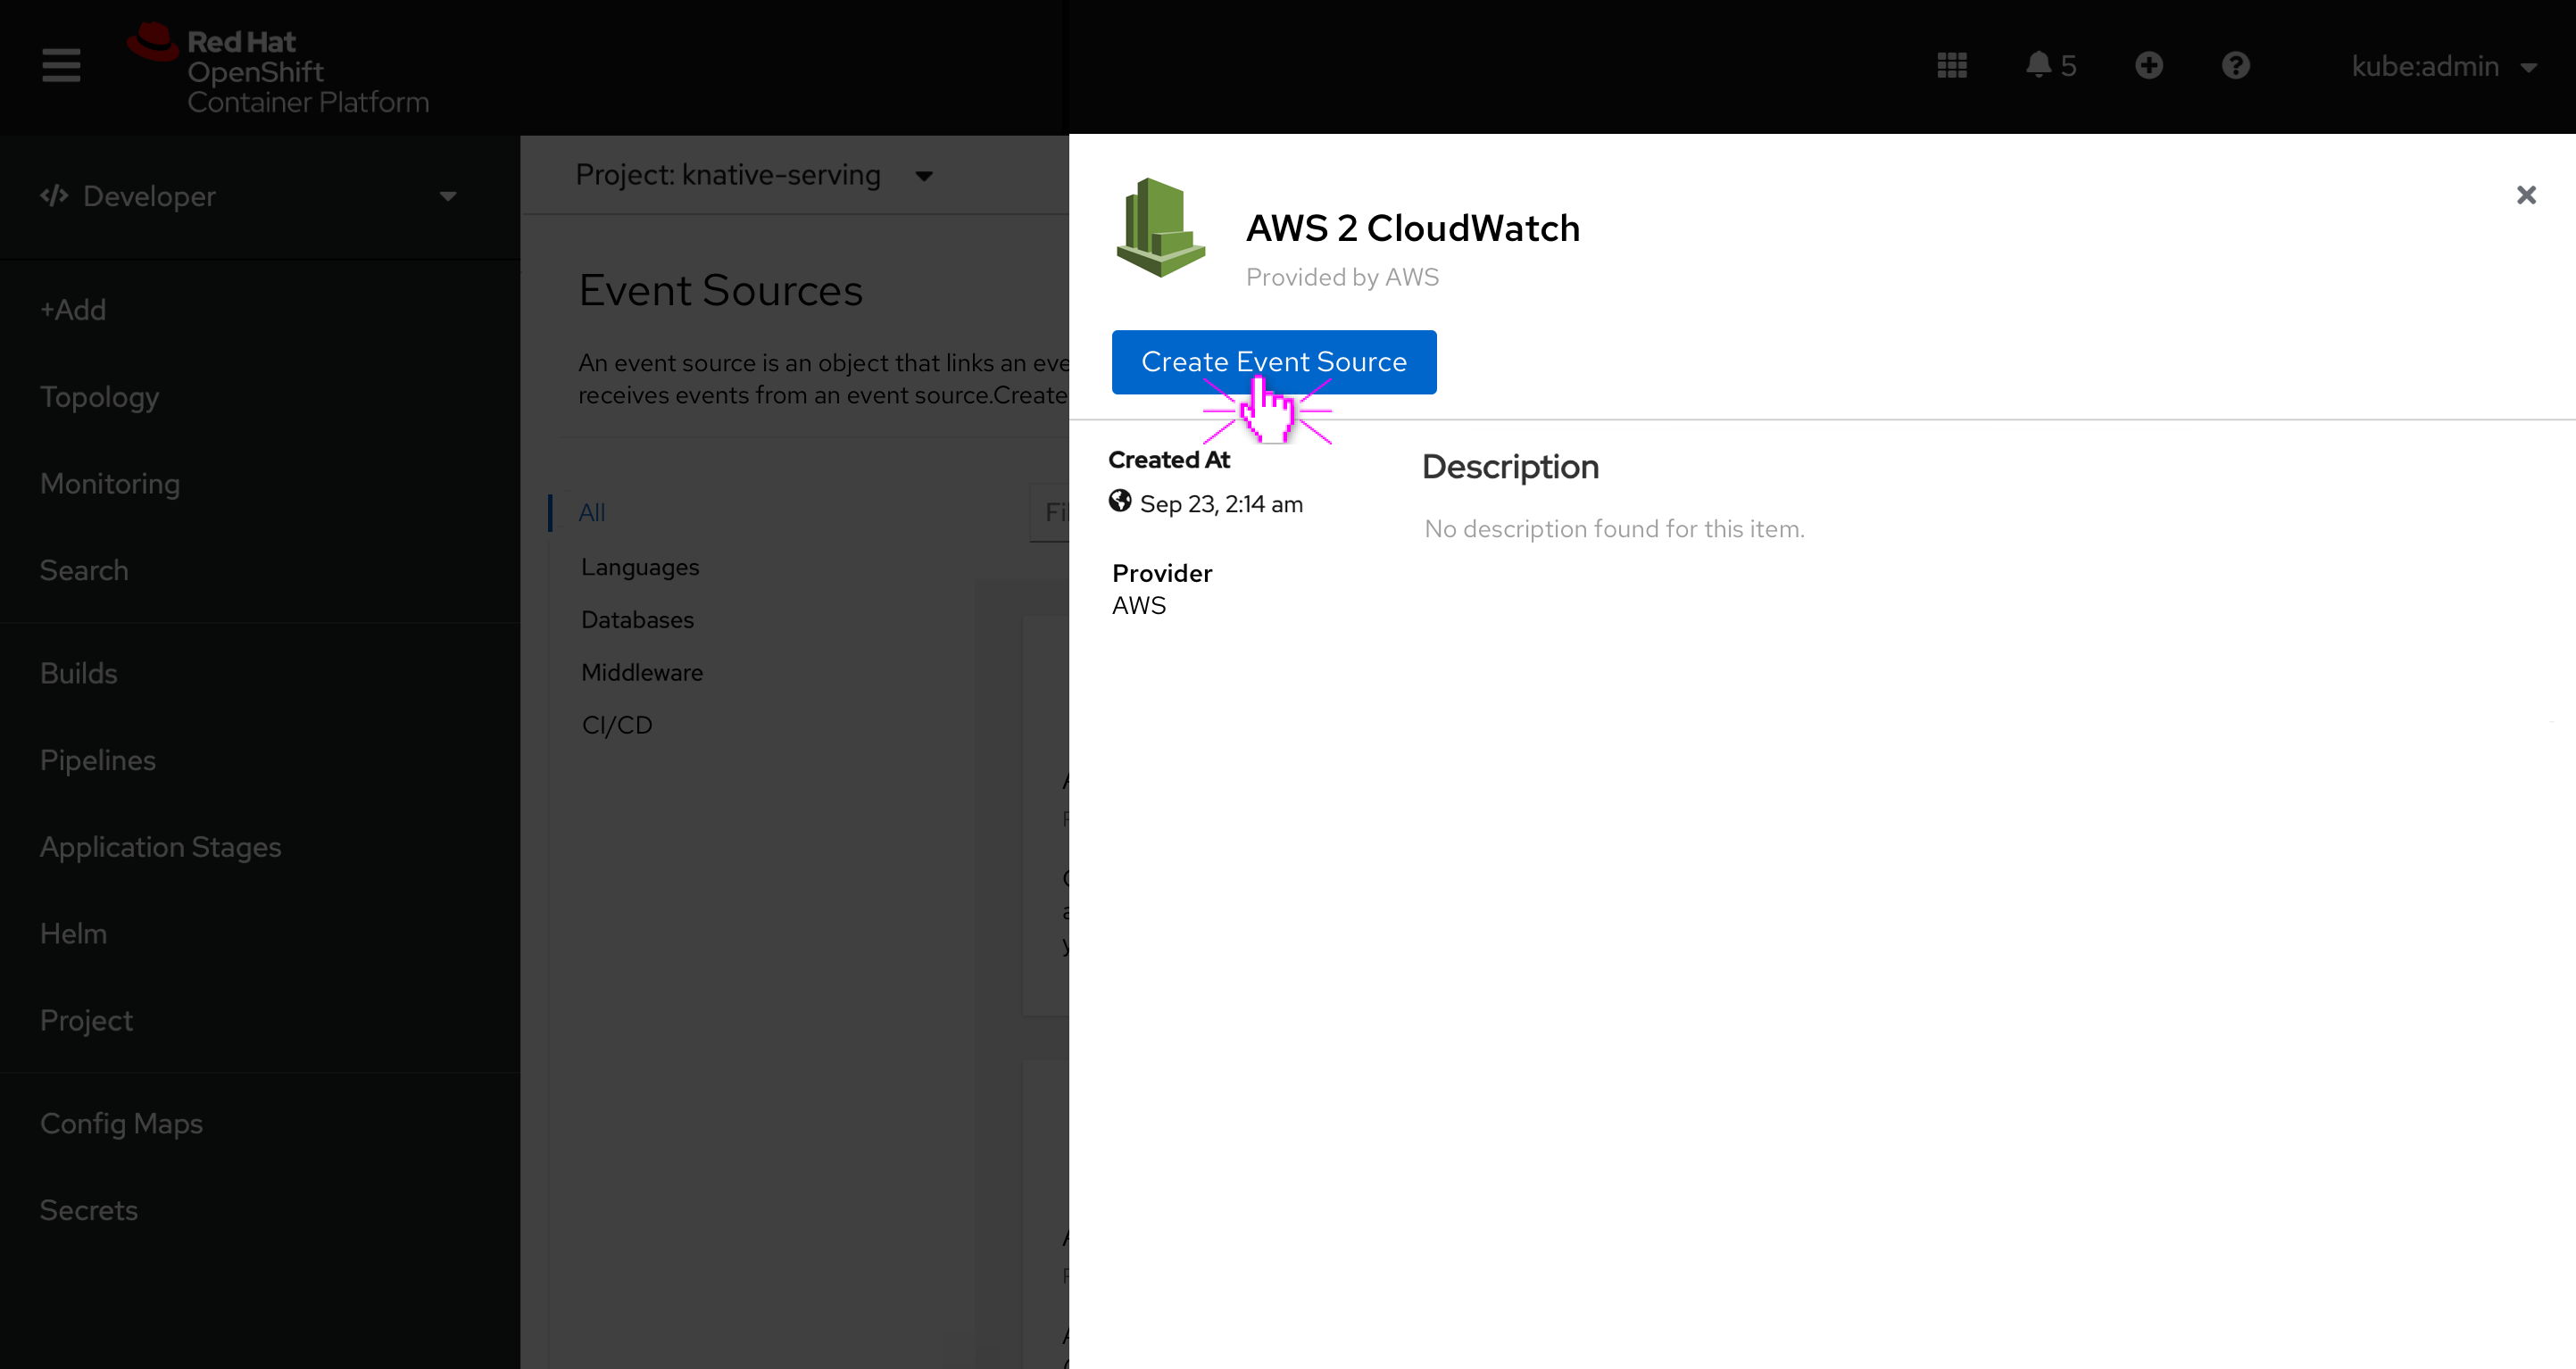 Red Hat
OpenShift
Container Platform
5
kube:admin
Developer
+Add
Topology
Monitoring
Search
Builds
Pipelines
Application Stages
Helm
Project
Config Maps
Secrets
Project: knative-serving
Event Sources
An event source is an object that links an eve
receives events from an event source.Create
All
Languages
Databases
Middleware
CI/CD
Fi
AWS 2 CloudWatch
Provided by AWS
Create Event Source
Created At
Sep 23, 2:14 am
Provider
AWS
Description
No description found for this item.